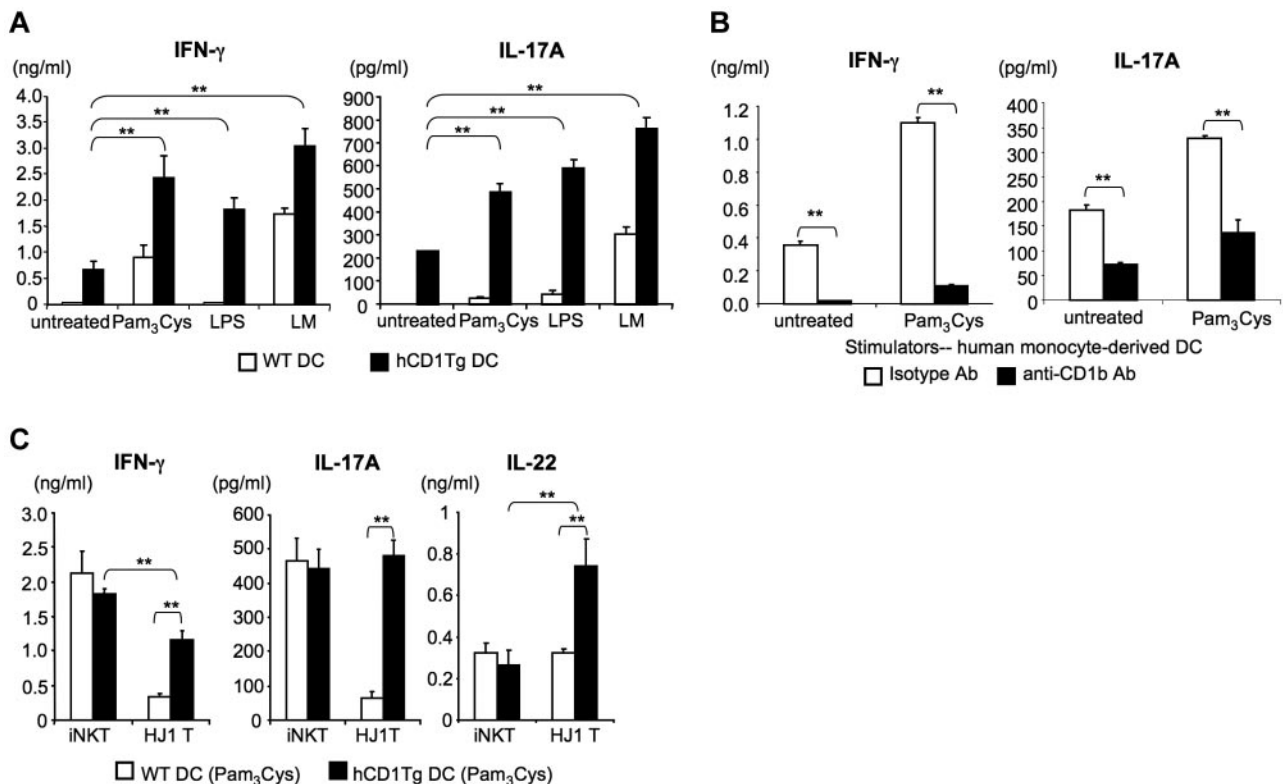 A
IFN-γ
(ng/ml)
4.0
3.5
3.0
2.5
2.0
1.5
1.0
0.5
0
**
**
**
untreated Pam₃Cys LPS LM
IL-17A
(pg/ml)
900
800
700
600
500
400
300
200
100
0
**
**
**
untreated Pam₃Cys LPS LM
WT DC hCD1Tg DC
B
IFN-γ
(ng/ml)
1.2
1.0
0.8
0.6
0.4
0.2
0.0
**
**
untreated Pam₃Cys
IL-17A
(pg/ml)
400
350
300
250
200
150
100
50
0
**
**
untreated Pam₃Cys
Stimulators-- human monocyte-derived DC
Isotype Ab anti-CD1b Ab
C
IFN-γ
(ng/ml)
3.0
2.5
2.0
1.5
1.0
0.5
0
**
**
iNKT HJ1 T
IL-17A
(pg/ml)
600
500
400
300
200
100
0
**
iNKT HJ1T
IL-22
(ng/ml)
1
0.8
0.6
0.4
0.2
0
**
**
iNKT HJ1 T
WT DC (Pam₃Cys) hCD1Tg DC (Pam₃Cys)